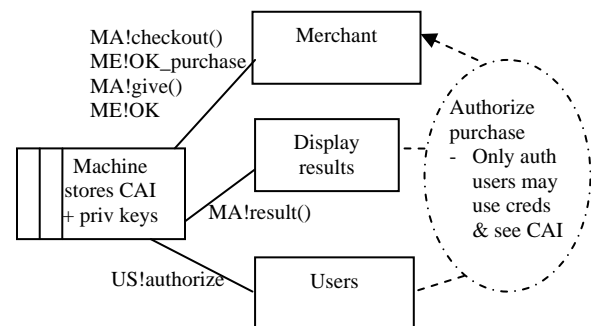 MA!checkout()
ME!OK_purchase
MA!give()
ME!OK
Merchant
Authorize
purchase
- Only auth
users may
use creds
& see CAI
Display
results
Machine
stores CAI
+ priv keys
MA!result()
US!authorize
Users